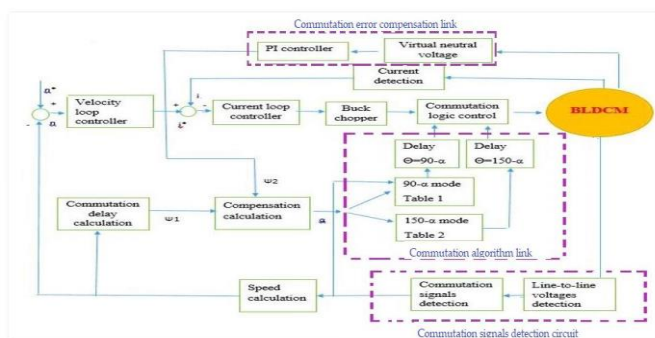 Commutation error compensation link
PI controller
Virtual neutral
voltage
Current
detection
n*
+
n
-
Velocity
loop
controller
i
+
-
i*
Current loop
controller
Buck
chopper
Commutation
logic control
BLDCM
Delay
Θ=90-α
Delay
Θ=150-α
Commutation
delay
calculation
ψ1
ψ2
Compensation
calculation
α
90-α mode
Table 1
150-α mode
Table 2
Commutation algorithm link
Speed
calculation
Commutation
signals
detection
Line-to-line
voltages
detection
Commutation signals detection circuit